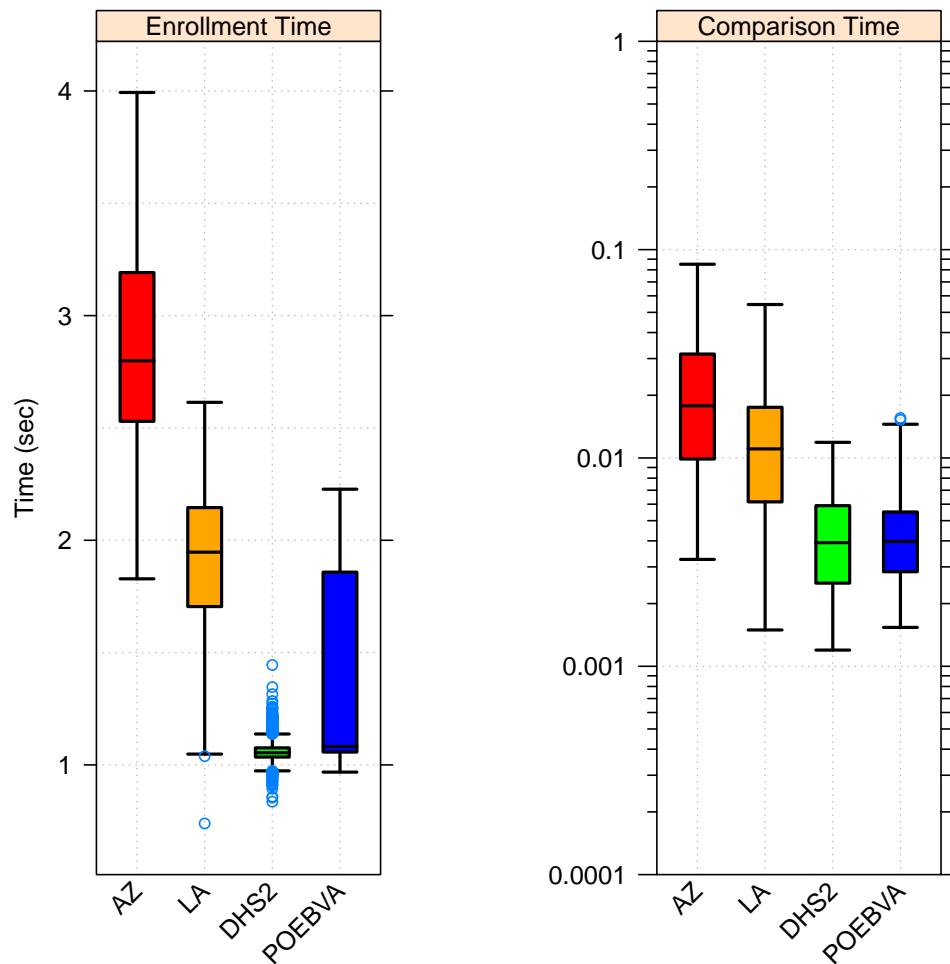 Enrollment Time
Comparison Time
Time (sec)
4
3
2
1
AZ
LA
DHS2
POEBVA
1
0.1
0.01
0.001
0.0001
AZ
LA
DHS2
POEBVA